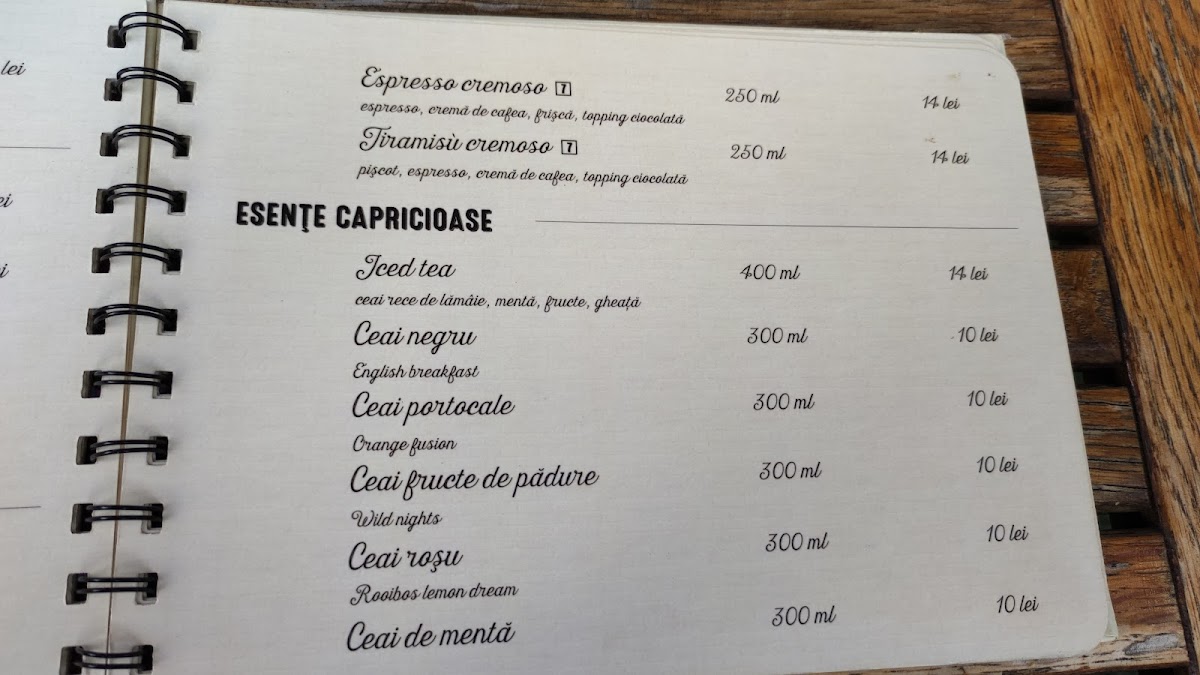 lei
ei
i
Espresso cremoso 7 250 ml 14 lei
espresso, cremă de cafea, frișcă, topping ciocolată
Tiramisù cremoso 7 250 ml 14 lei
pișcot, espresso, cremă de cafea, topping ciocolată
ESENŢE CAPRICIOASE
Iced tea 400 ml 14 lei
ceai rece de lămâie, mentă, fructe, gheață
Ceai negru 300 ml 10 lei
English breakfast
Ceai portocale 300 ml 10 lei
Orange fusion
Ceai fructe de pădure 300 ml 10 lei
Wild nights
Ceai roşu 300 ml 10 lei
Rooibos lemon dream
Ceai de mentă 300 ml 10 lei